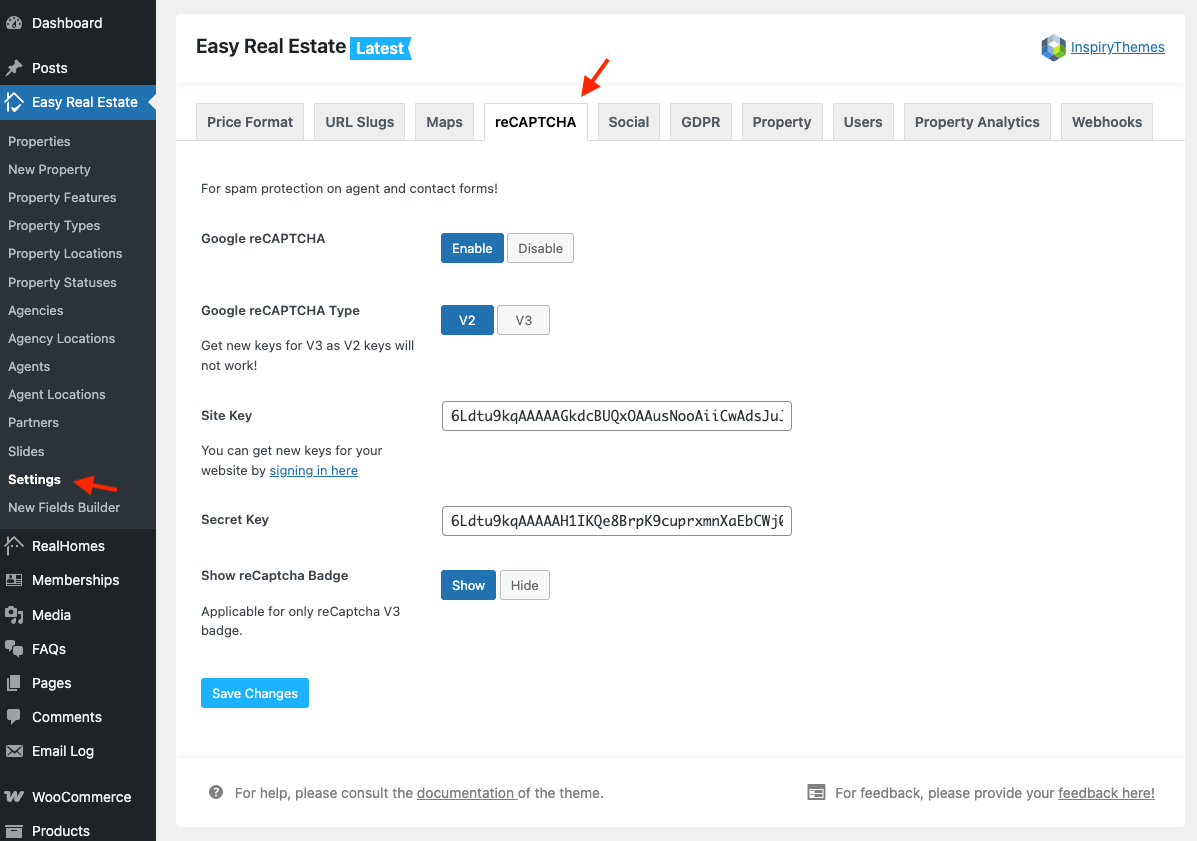 Dashboard
Posts
Easy Real Estate
Properties
New Property
Property Features
Property Types
Property Locations
Property Statuses
Agencies
Agency Locations
Agents
Agent Locations
Partners
Slides
Settings
New Fields Builder
RealHomes
Memberships
Media
FAQs
Pages
Comments
Email Log
WooCommerce
Products
Easy Real Estate Latest
InspiryThemes
Price Format URL Slugs Maps reCAPTCHA Social GDPR Property Users Property Analytics Webhooks
For spam protection on agent and contact forms!
Google reCAPTCHA
Enable Disable
Google reCAPTCHA Type
V2 V3
Get new keys for V3 as V2 keys will
not work!
Site Key
6Ldtu9kqAAAAAGkdcBUQxOAAusNooAiiCwAdsJu
You can get new keys for your
website by signing in here
Secret Key
6Ldtu9kqAAAAAH1IKQe8BrpK9cuprxmnXaEbCWj
Show reCaptcha Badge
Show Hide
Applicable for only reCaptcha V3
badge.
Save Changes
For help, please consult the documentation of the theme.
For feedback, please provide your feedback here!